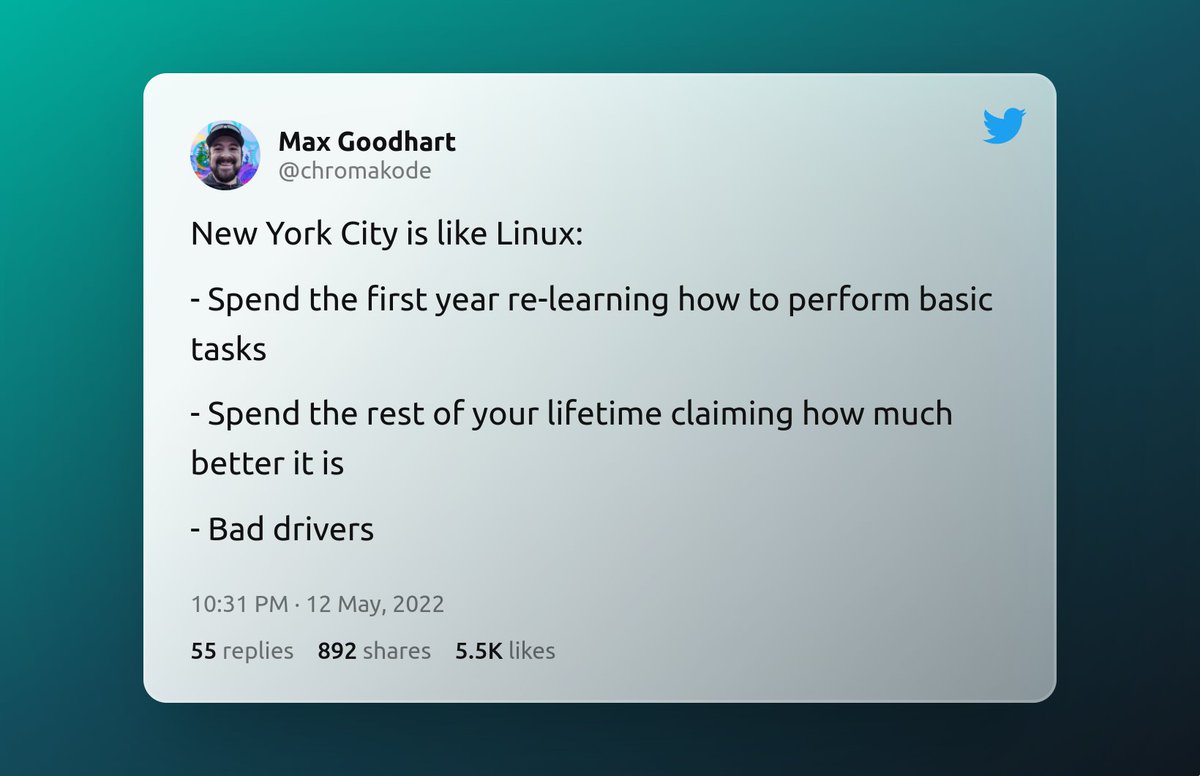 Max Goodhart
@chromakode
New York City is like Linux:
- Spend the first year re-learning how to perform basic
tasks
- Spend the rest of your lifetime claiming how much
better it is
- Bad drivers
10:31 PM · 12 May, 2022
55 replies 892 shares 5.5K likes